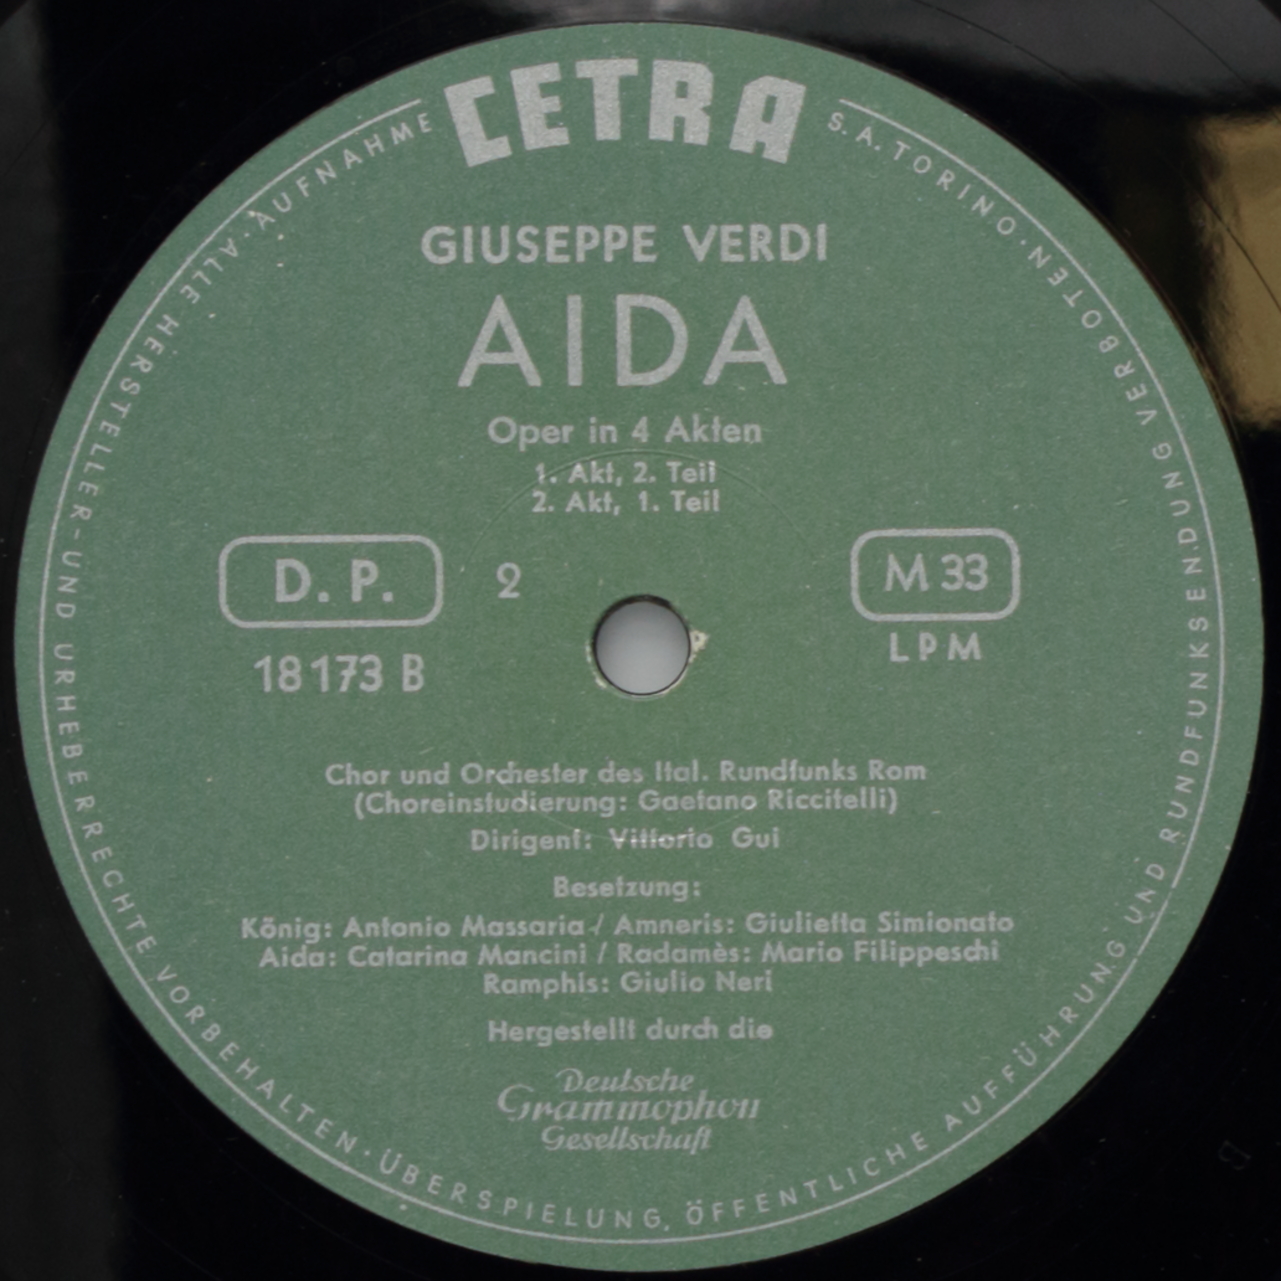 CETRA
GIUSEPPE VERDI
AIDA
Oper in 4 Akten
1. Akt, 2. Teil
2. Akt, 1. Teil
D. P.
2
M 33
18173 B
LPM
Chor und Orchester des Ital. Rundfunks Rom
(Choreinstudierung: Gaetano Riccitelli)
Dirigent: Vittorio Gui
Besetzung:
König: Antonio Massaria / Amneris: Giulietta Simionato
Aida: Catarina Mancini / Radamès: Mario Filippeschi
Ramphis: Giulio Neri
Hergestellt durch die
Deutsche
Grammophon
Gesellschaft
AUFNAHME CETRA S.A. TORINO · ALLE HERSTELLER- UND URHEBERRECHTE VORBEHALTEN · ÜBERSPIELUNG, ÖFFENTLICHE AUFFÜHRUNG UND RUNDFUNKSENDUNG VERBOTEN ·